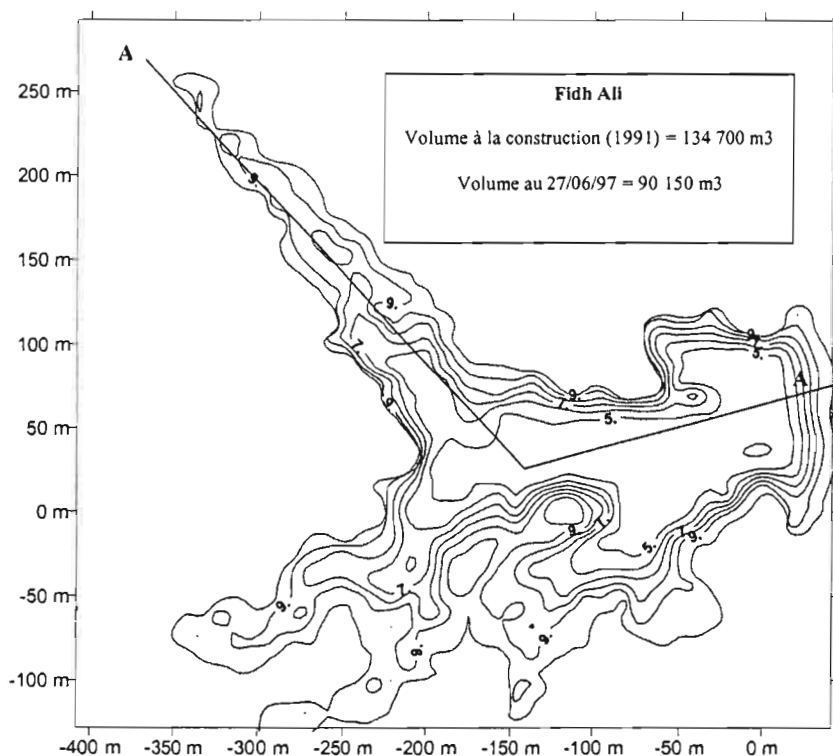 A
Fidh Ali
Volume à la construction (1991) = 134 700 m3
Volume au 27/06/97 = 90 150 m3
250 m
200 m
150 m
100 m
50 m
0 m
-50 m
-100 m
9.
9.
7.
9.
7.
5.
9.
7.
5.
A
9.
7.
5.
7.
9.
7.
9.
9.
9.
-400 m
-350 m
-300 m
-250 m
-200 m
-150 m
-100 m
-50 m
0 m